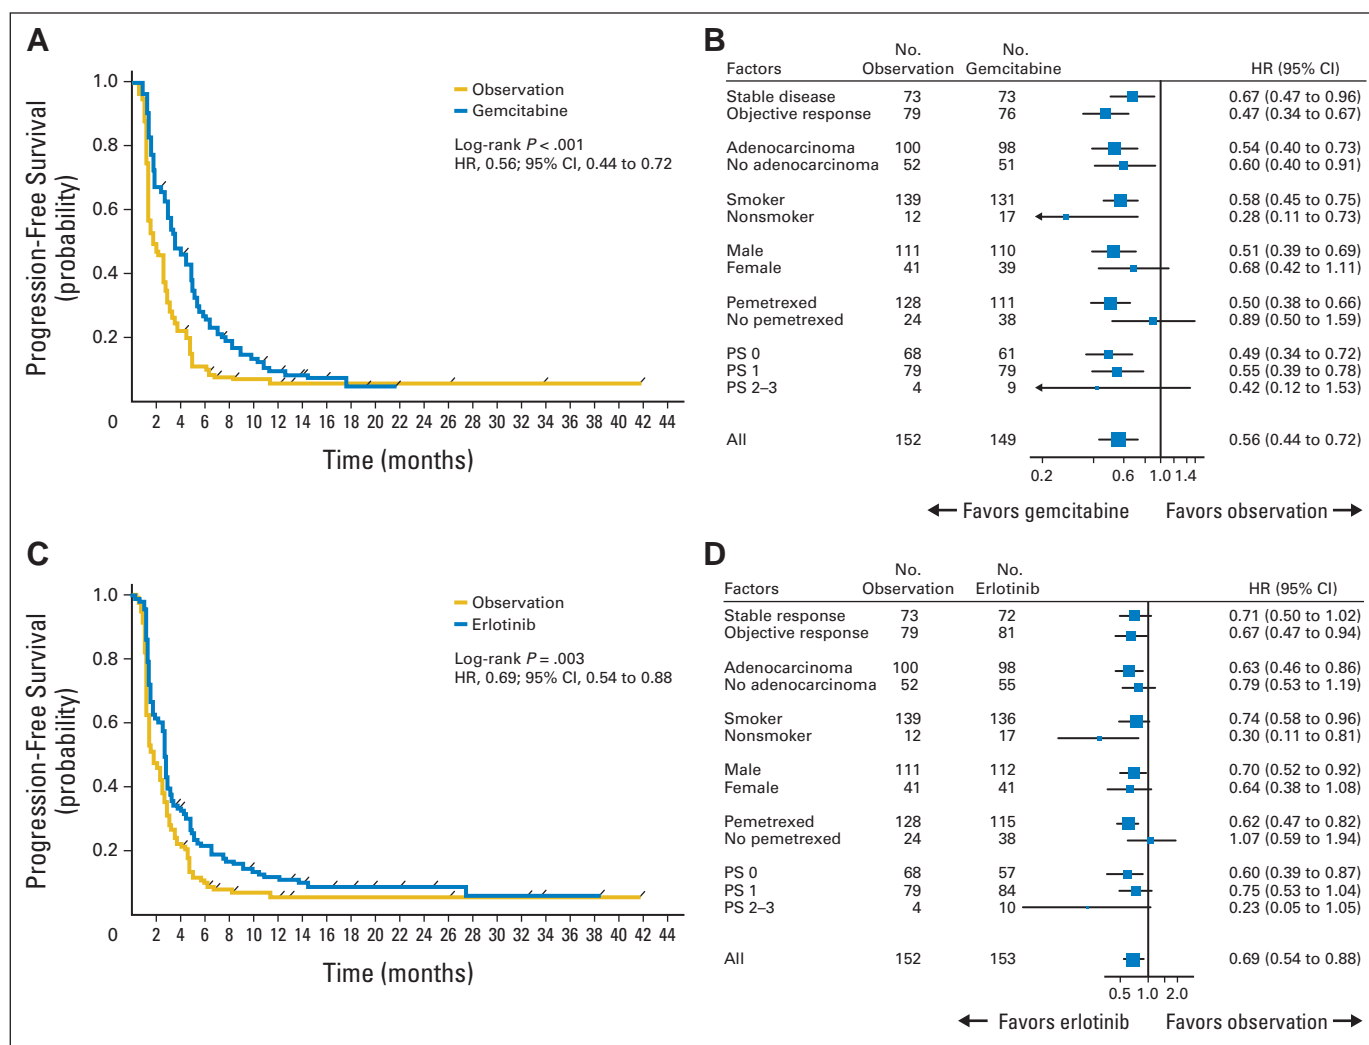 A
1.0
0.8
0.6
0.4
0.2
0 2 4 6 8 10 12 14 16 18 20 22 24 26 28 30 32 34 36 38 40 42 44
Progression-Free Survival
(probability)
Time (months)
Observation
Gemcitabine
Log-rank P < .001
HR, 0.56; 95% CI, 0.44 to 0.72
B
No. No.
Factors Observation Gemcitabine HR (95% CI)
Stable disease 73 73 0.67 (0.47 to 0.96)
Objective response 79 76 0.47 (0.34 to 0.67)
Adenocarcinoma 100 98 0.54 (0.40 to 0.73)
No adenocarcinoma 52 51 0.60 (0.40 to 0.91)
Smoker 139 131 0.58 (0.45 to 0.75)
Nonsmoker 12 17 0.28 (0.11 to 0.73)
Male 111 110 0.51 (0.39 to 0.69)
Female 41 39 0.68 (0.42 to 1.11)
Pemetrexed 128 111 0.50 (0.38 to 0.66)
No pemetrexed 24 38 0.89 (0.50 to 1.59)
PS 0 68 61 0.49 (0.34 to 0.72)
PS 1 79 79 0.55 (0.39 to 0.78)
PS 2–3 4 9 0.42 (0.12 to 1.53)
All 152 149 0.56 (0.44 to 0.72)
0.2 0.6 1.0 1.4
Favors gemcitabine Favors observation
C
1.0
0.8
0.6
0.4
0.2
0 2 4 6 8 10 12 14 16 18 20 22 24 26 28 30 32 34 36 38 40 42 44
Progression-Free Survival
(probability)
Time (months)
Observation
Erlotinib
Log-rank P = .003
HR, 0.69; 95% CI, 0.54 to 0.88
D
No. No.
Factors Observation Erlotinib HR (95% CI)
Stable response 73 72 0.71 (0.50 to 1.02)
Objective response 79 81 0.67 (0.47 to 0.94)
Adenocarcinoma 100 98 0.63 (0.46 to 0.86)
No adenocarcinoma 52 55 0.79 (0.53 to 1.19)
Smoker 139 136 0.74 (0.58 to 0.96)
Nonsmoker 12 17 0.30 (0.11 to 0.81)
Male 111 112 0.70 (0.52 to 0.92)
Female 41 41 0.64 (0.38 to 1.08)
Pemetrexed 128 115 0.62 (0.47 to 0.82)
No pemetrexed 24 38 1.07 (0.59 to 1.94)
PS 0 68 57 0.60 (0.39 to 0.87)
PS 1 79 84 0.75 (0.53 to 1.04)
PS 2–3 4 10 0.23 (0.05 to 1.05)
All 152 153 0.69 (0.54 to 0.88)
0.5 1.0 2.0
Favors erlotinib Favors observation